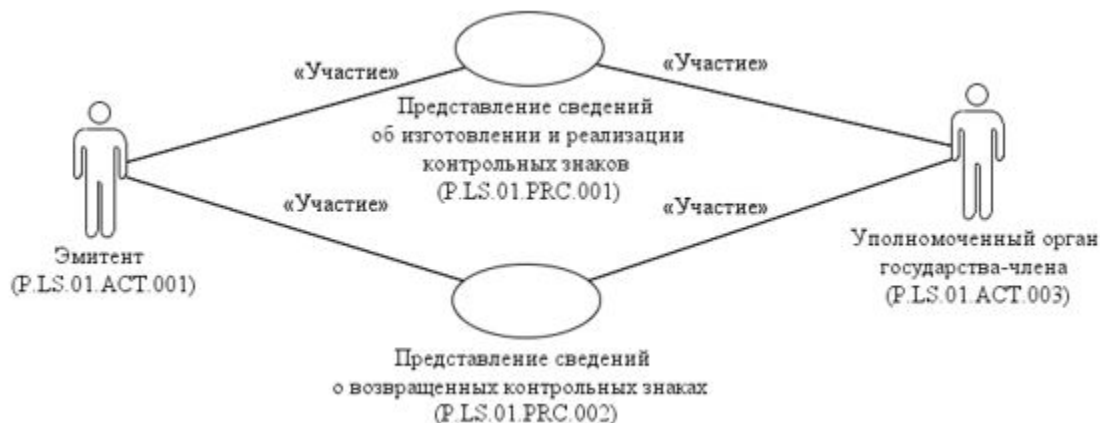 «Участие»
«Участие»
Представление сведений
об изготовлении и реализации
контрольных знаков
(P.LS.01.PRC.001)
«Участие»
«Участие»
Эмитент
(P.LS.01.ACT.001)
Уполномоченный орган
государства-члена
(P.LS.01.ACT.003)
Представление сведений
о возвращенных контрольных знаках
(P.LS.01.PRC.002)